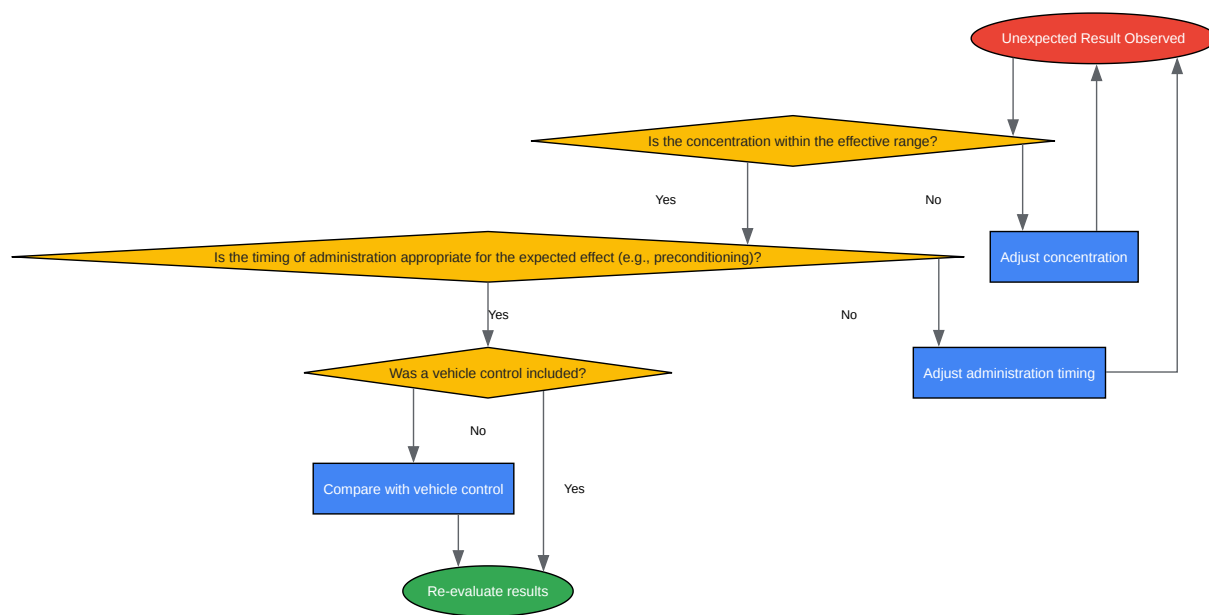 Unexpected Result Observed
Is the concentration within the effective range?
Yes
No
Is the timing of administration appropriate for the expected effect (e.g., preconditioning)?
Adjust concentration
Yes
No
Was a vehicle control included?
Adjust administration timing
No
Compare with vehicle control
Yes
Re-evaluate results